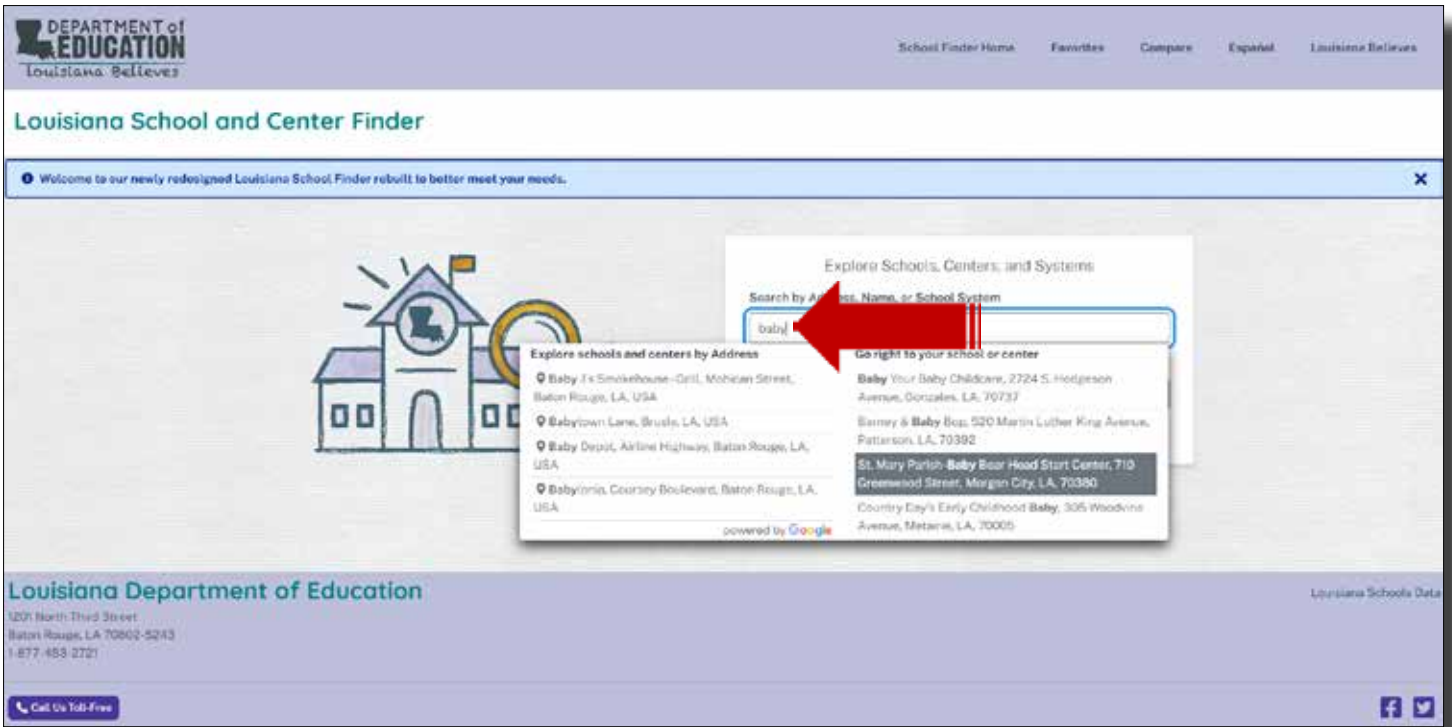 DEPARTMENT of
EDUCATION
Louisiana Believes
School Finder Home Favorites Compare Español Louisiana Believes
Louisiana School and Center Finder
Welcome to our newly redesigned Louisiana School Finder rebuilt to better meet your needs.
Explore Schools, Centers, and Systems
Search by Address, Name, or School System
baby
Explore schools and centers by Address
Baby J's Smokehouse-Grill, Mohican Street,
Baton Rouge, LA, USA
Babytown Lane, Brusly, LA, USA
Baby Depot, Airline Highway, Baton Rouge, LA,
USA
Babylonia, Coursey Boulevard, Baton Rouge, LA,
USA
powered by Google
Go right to your school or center
Baby Your Baby Childcare, 2724 S. Hodgeson
Avenue, Gonzales, LA, 70737
Barney & Baby Bop, 520 Martin Luther King Avenue,
Patterson, LA, 70392
St. Mary Parish-Baby Bear Head Start Center, 710
Greenwood Street, Morgan City, LA, 70380
Country Day's Early Childhood Baby, 305 Woodvine
Avenue, Metairie, LA, 70005
Louisiana Department of Education
1201 North Third Street
Baton Rouge, LA 70802-5243
1-877-453-2721
Louisiana Schools Data
Call Us Toll-Free